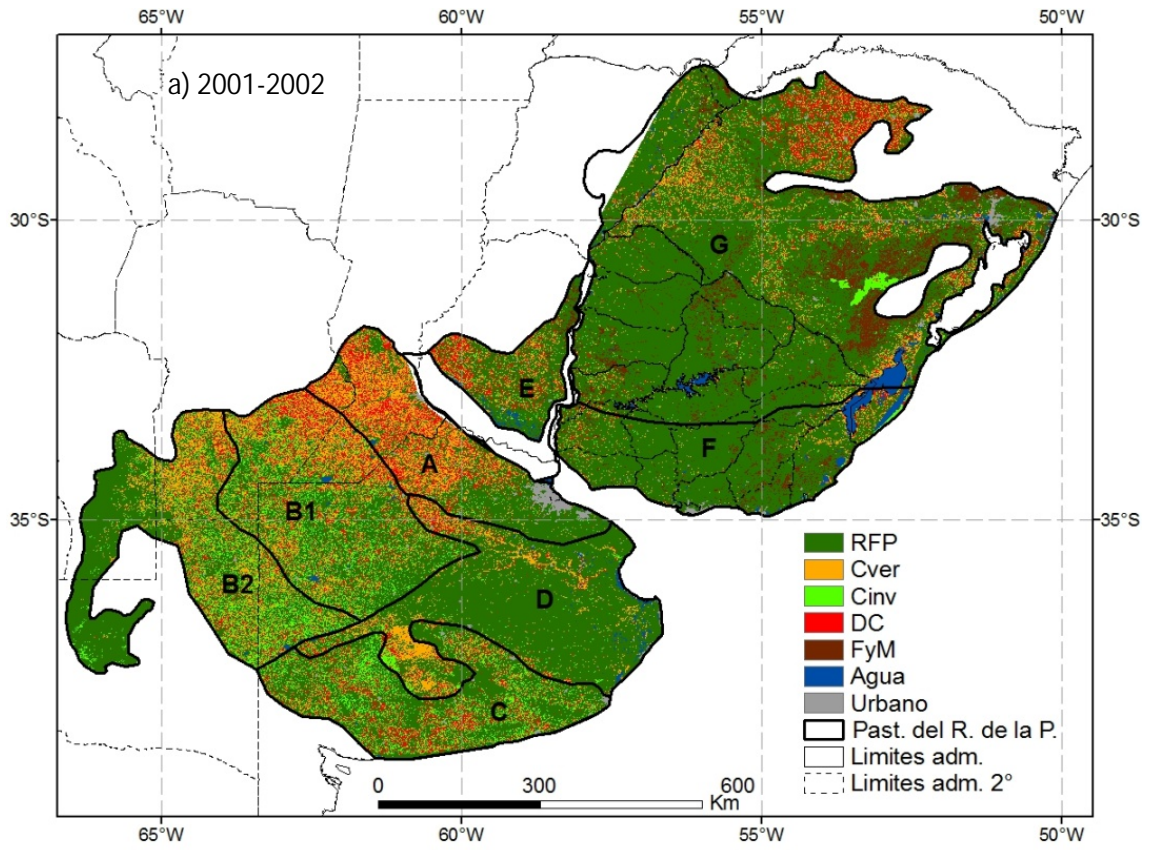 65°W 60°W 55°W 50°W
a) 2001-2002
30°S 30°S
G
E
F
A
B1
35°S 35°S
B2
D
C
RFP
Cver
Cinv
DC
FyM
Agua
Urbano
Past. del R. de la P.
Limites adm.
Limites adm. 2°
0 300 600
Km
65°W 60°W 55°W 50°W